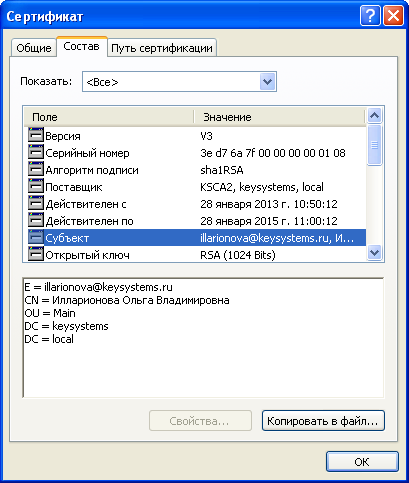 Сертификат
Общие Состав Путь сертификации
Показать: <Все>
Поле Значение
Версия V3
Серийный номер 3e d7 6a 7f 00 00 00 00 01 08
Алгоритм подписи sha1RSA
Поставщик KSCA2, keysystems, local
Действителен с 28 января 2013 г. 10:50:12
Действителен по 28 января 2015 г. 11:00:12
Субъект illarionova@keysystems.ru, И...
Открытый ключ RSA (1024 Bits)
E = illarionova@keysystems.ru
CN = Илларионова Ольга Владимировна
OU = Main
DC = keysystems
DC = local
Свойства... Копировать в файл...
OK